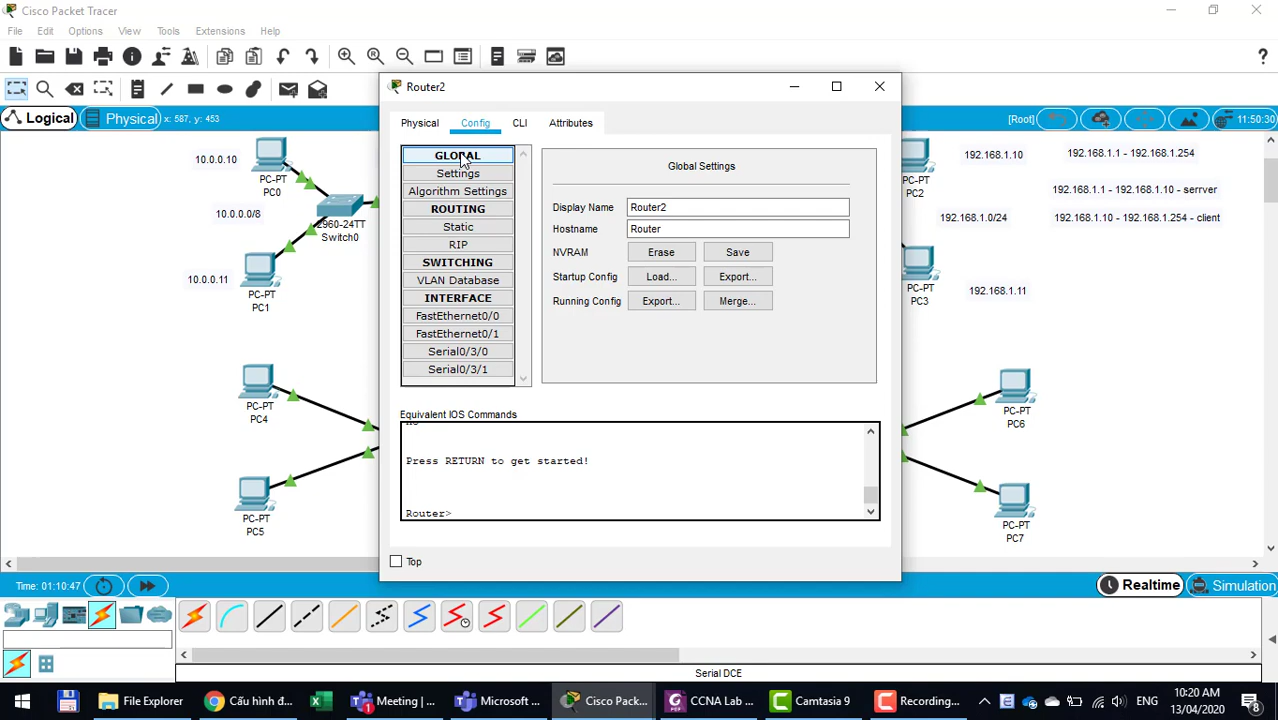 Cisco Packet Tracer
File Edit Options View Tools Extensions Help
?
Logical Physical x: 587, y: 453
[Root] 11:50:30
Router2
Physical Config CLI Attributes
GLOBAL
Settings
Algorithm Settings
ROUTING
Static
RIP
SWITCHING
VLAN Database
INTERFACE
FastEthernet0/0
FastEthernet0/1
Serial0/3/0
Serial0/3/1
Global Settings
Display Name Router2
Hostname Router
NVRAM Erase Save
Startup Config Load... Export...
Running Config Export... Merge...
Equivalent IOS Commands
Press RETURN to get started!
Router>
Top
10.0.0.10
PC-PT
PC0
10.0.0.0/8
2960-24TT
Switch0
10.0.0.11
PC-PT
PC1
PC-PT
PC4
PC-PT
PC5
PC-PT
PC2
192.168.1.10
192.168.1.1 - 192.168.1.254
192.168.1.1 - 192.168.1.10 - serrver
192.168.1.0/24
192.168.1.10 - 192.168.1.254 - client
PC-PT
PC3
192.168.1.11
PC-PT
PC6
PC-PT
PC7
Time: 01:10:47
Realtime Simulation
Serial DCE
File Explorer
Cấu hình đ...
Meeting | ...
1
Microsoft ...
Cisco Pack...
CCNA Lab ...
Camtasia 9
Recording...
ENG
10:20 AM
13/04/2020
8